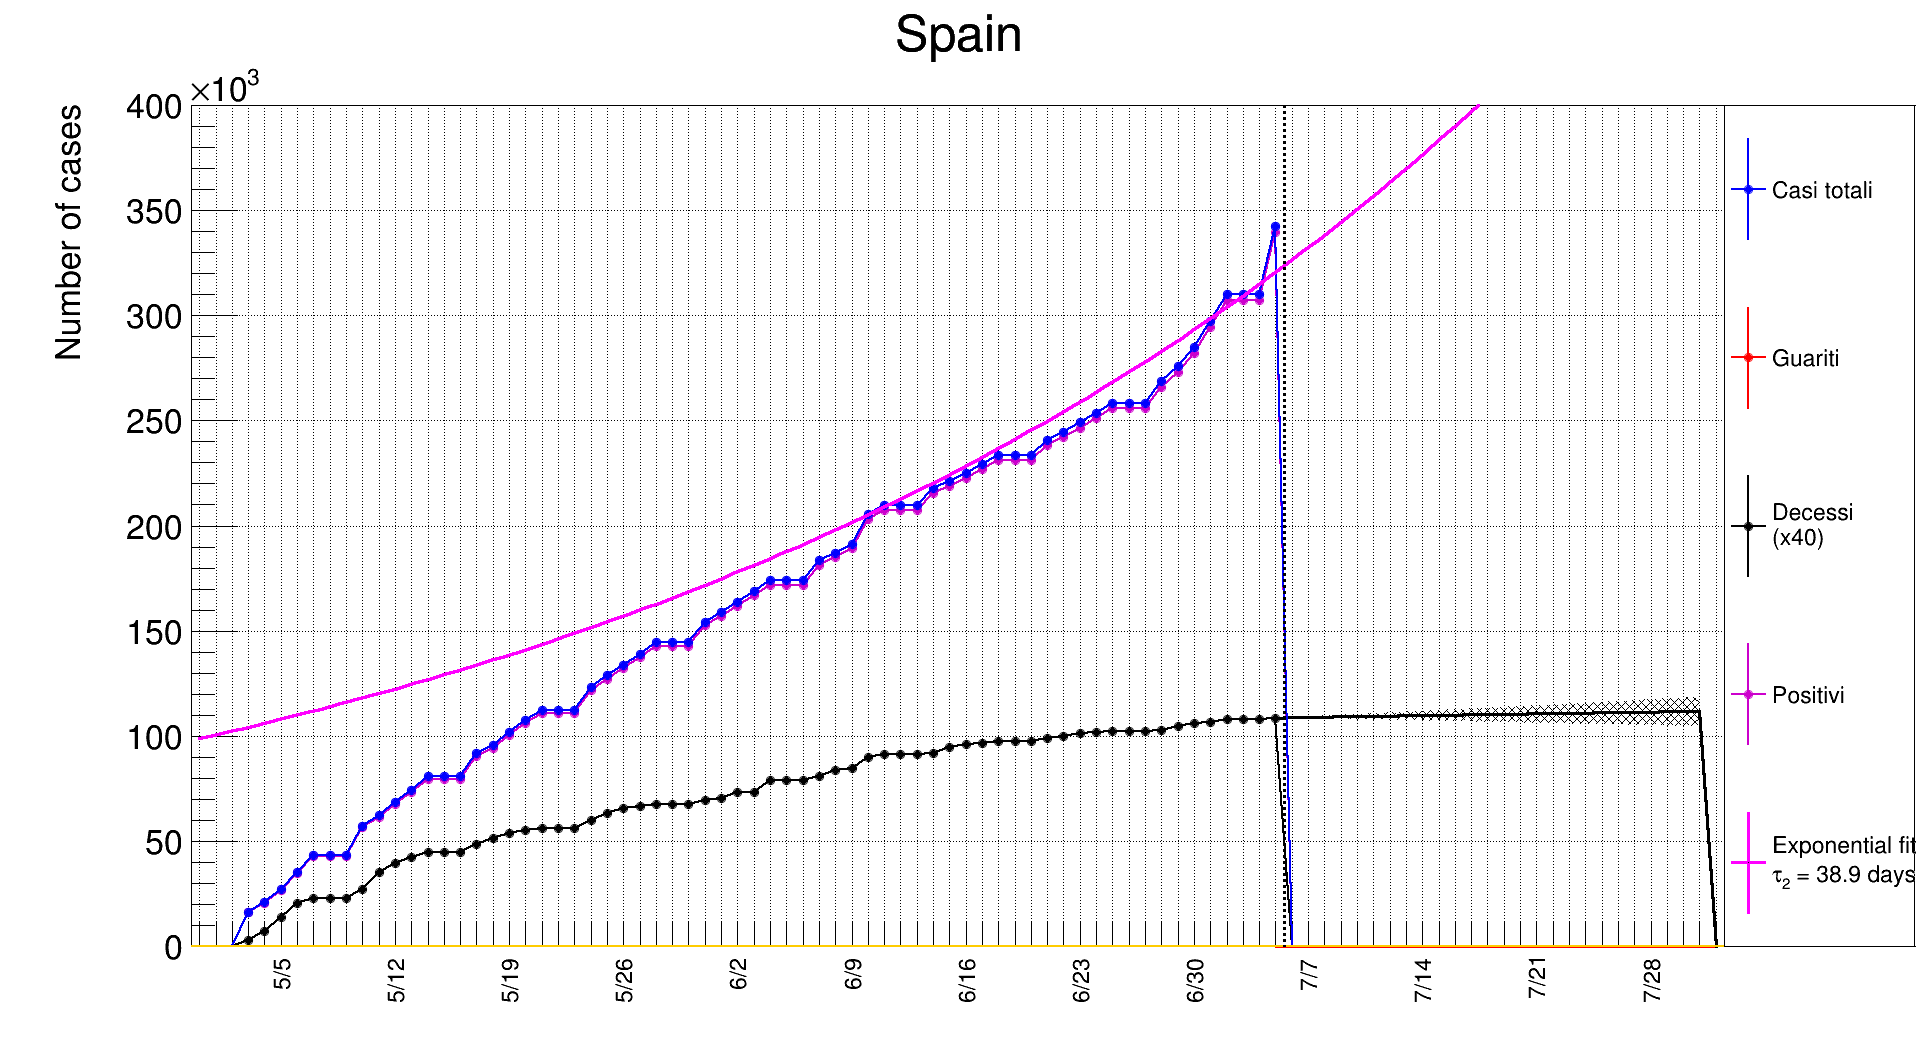 Spain
×10³
Number of cases
400
350
300
250
200
150
100
50
0
5/5
5/12
5/19
5/26
6/2
6/9
6/16
6/23
6/30
7/7
7/14
7/21
7/28
Casi totali
Guariti
Decessi
(x40)
Positivi
Exponential fit
τ₂ = 38.9 days